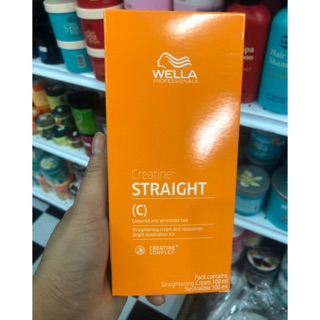 WELLA
PROFESSIONALS
Creatine+
STRAIGHT
(C)
Coloured and sensitized hair
Straightening cream and neutralizer
Single Application Kit
CREATINE+
COMPLEX
Pack contains
Straightening Cream 100 ml
Neutralizer 100 ml